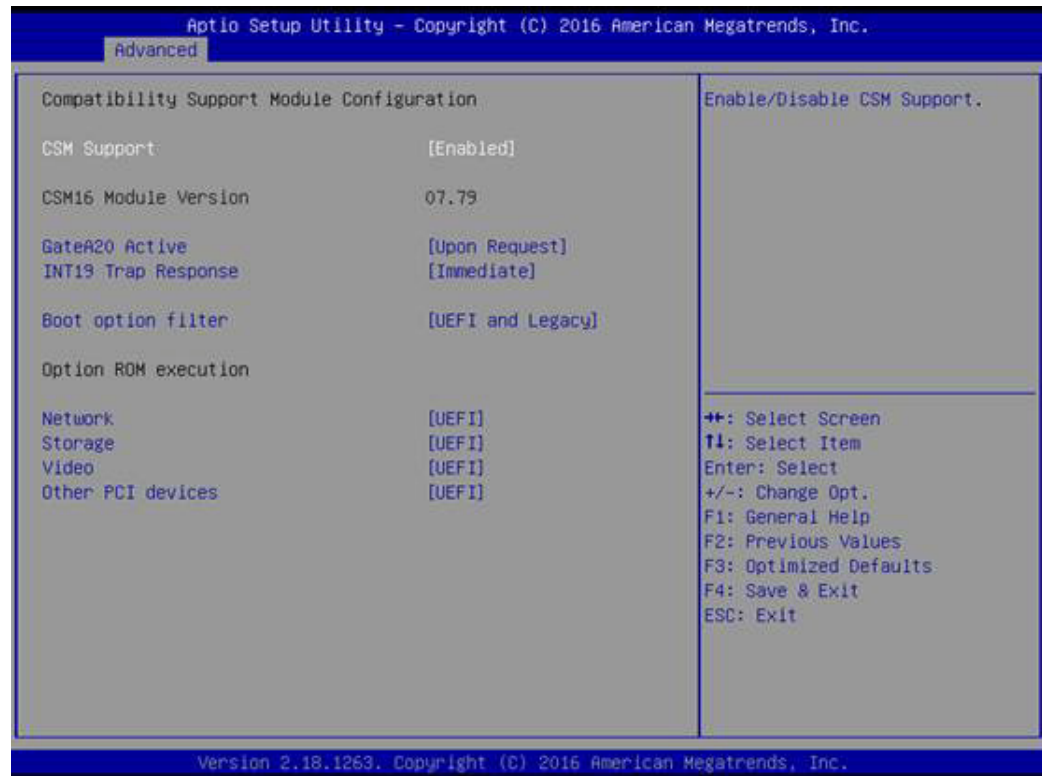 Aptio Setup Utility – Copyright (C) 2016 American Megatrends, Inc.
Advanced
Compatibility Support Module Configuration
CSM Support [Enabled]
CSM16 Module Version 07.79
GateA20 Active [Upon Request]
INT19 Trap Response [Immediate]
Boot option filter [UEFI and Legacy]
Option ROM execution
Network [UEFI]
Storage [UEFI]
Video [UEFI]
Other PCI devices [UEFI]
Enable/Disable CSM Support.
→←: Select Screen
↑↓: Select Item
Enter: Select
+/-: Change Opt.
F1: General Help
F2: Previous Values
F3: Optimized Defaults
F4: Save & Exit
ESC: Exit
Version 2.18.1263. Copyright (C) 2016 American Megatrends, Inc.